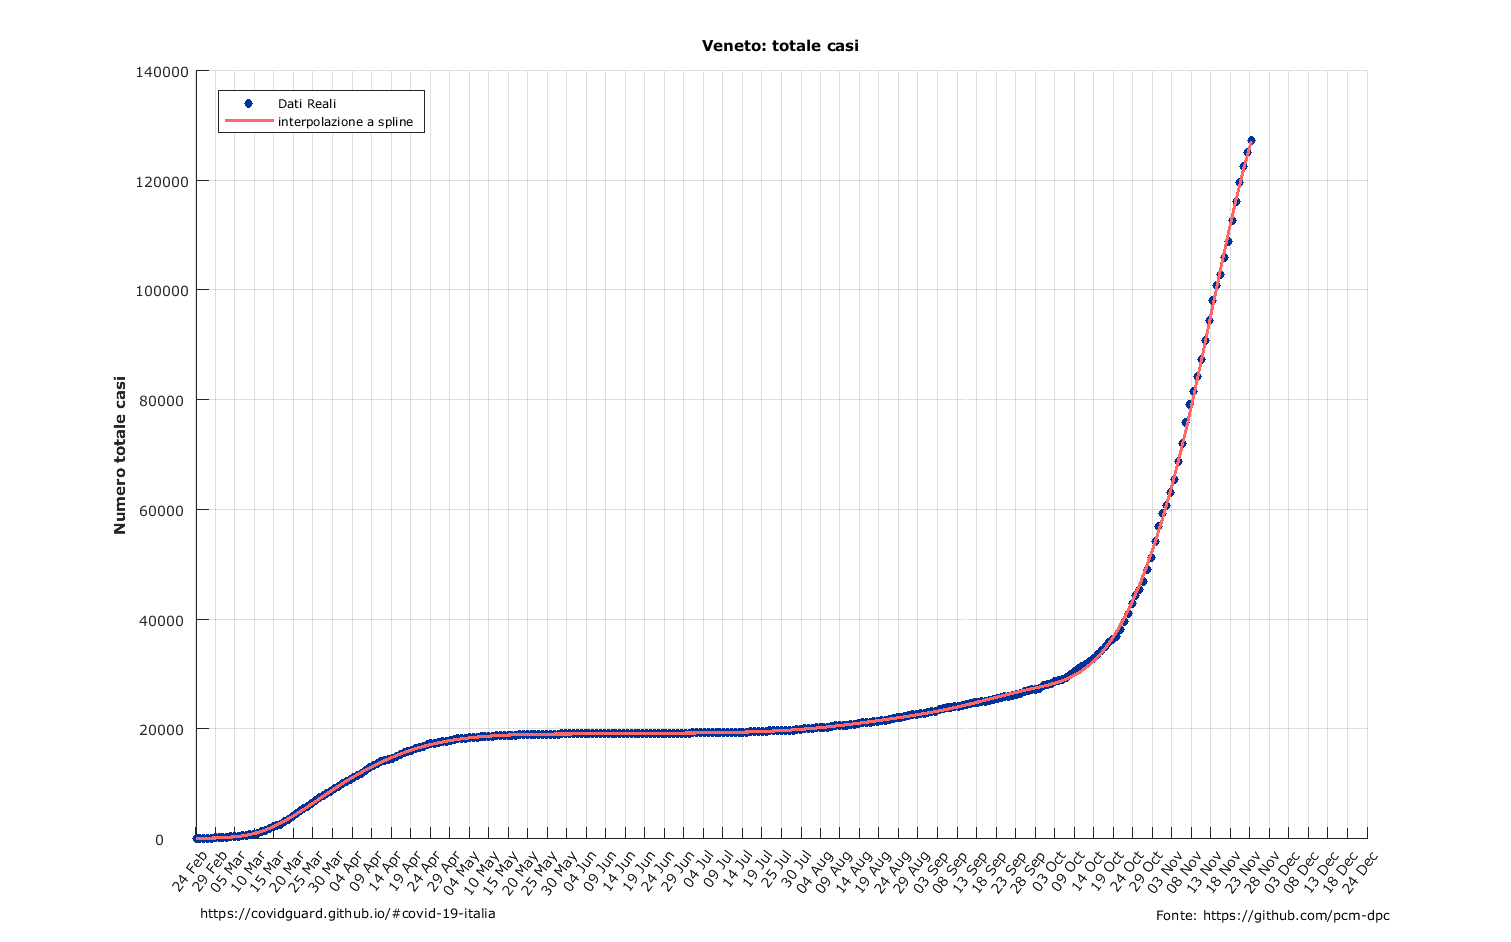 Veneto: totale casi
140000
120000
100000
80000
60000
40000
20000
0
Numero totale casi
Dati Reali
interpolazione a spline
24 Feb
29 Feb
05 Mar
10 Mar
15 Mar
20 Mar
25 Mar
30 Mar
04 Apr
09 Apr
14 Apr
19 Apr
24 Apr
29 Apr
04 May
10 May
15 May
20 May
25 May
30 May
04 Jun
09 Jun
14 Jun
19 Jun
24 Jun
29 Jun
04 Jul
09 Jul
14 Jul
19 Jul
25 Jul
30 Jul
04 Aug
09 Aug
14 Aug
19 Aug
24 Aug
29 Aug
03 Sep
08 Sep
13 Sep
18 Sep
23 Sep
28 Sep
03 Oct
09 Oct
14 Oct
19 Oct
24 Oct
29 Oct
03 Nov
08 Nov
13 Nov
18 Nov
23 Nov
28 Nov
03 Dec
08 Dec
13 Dec
18 Dec
24 Dec
https://covidguard.github.io/#covid-19-italia
Fonte: https://github.com/pcm-dpc